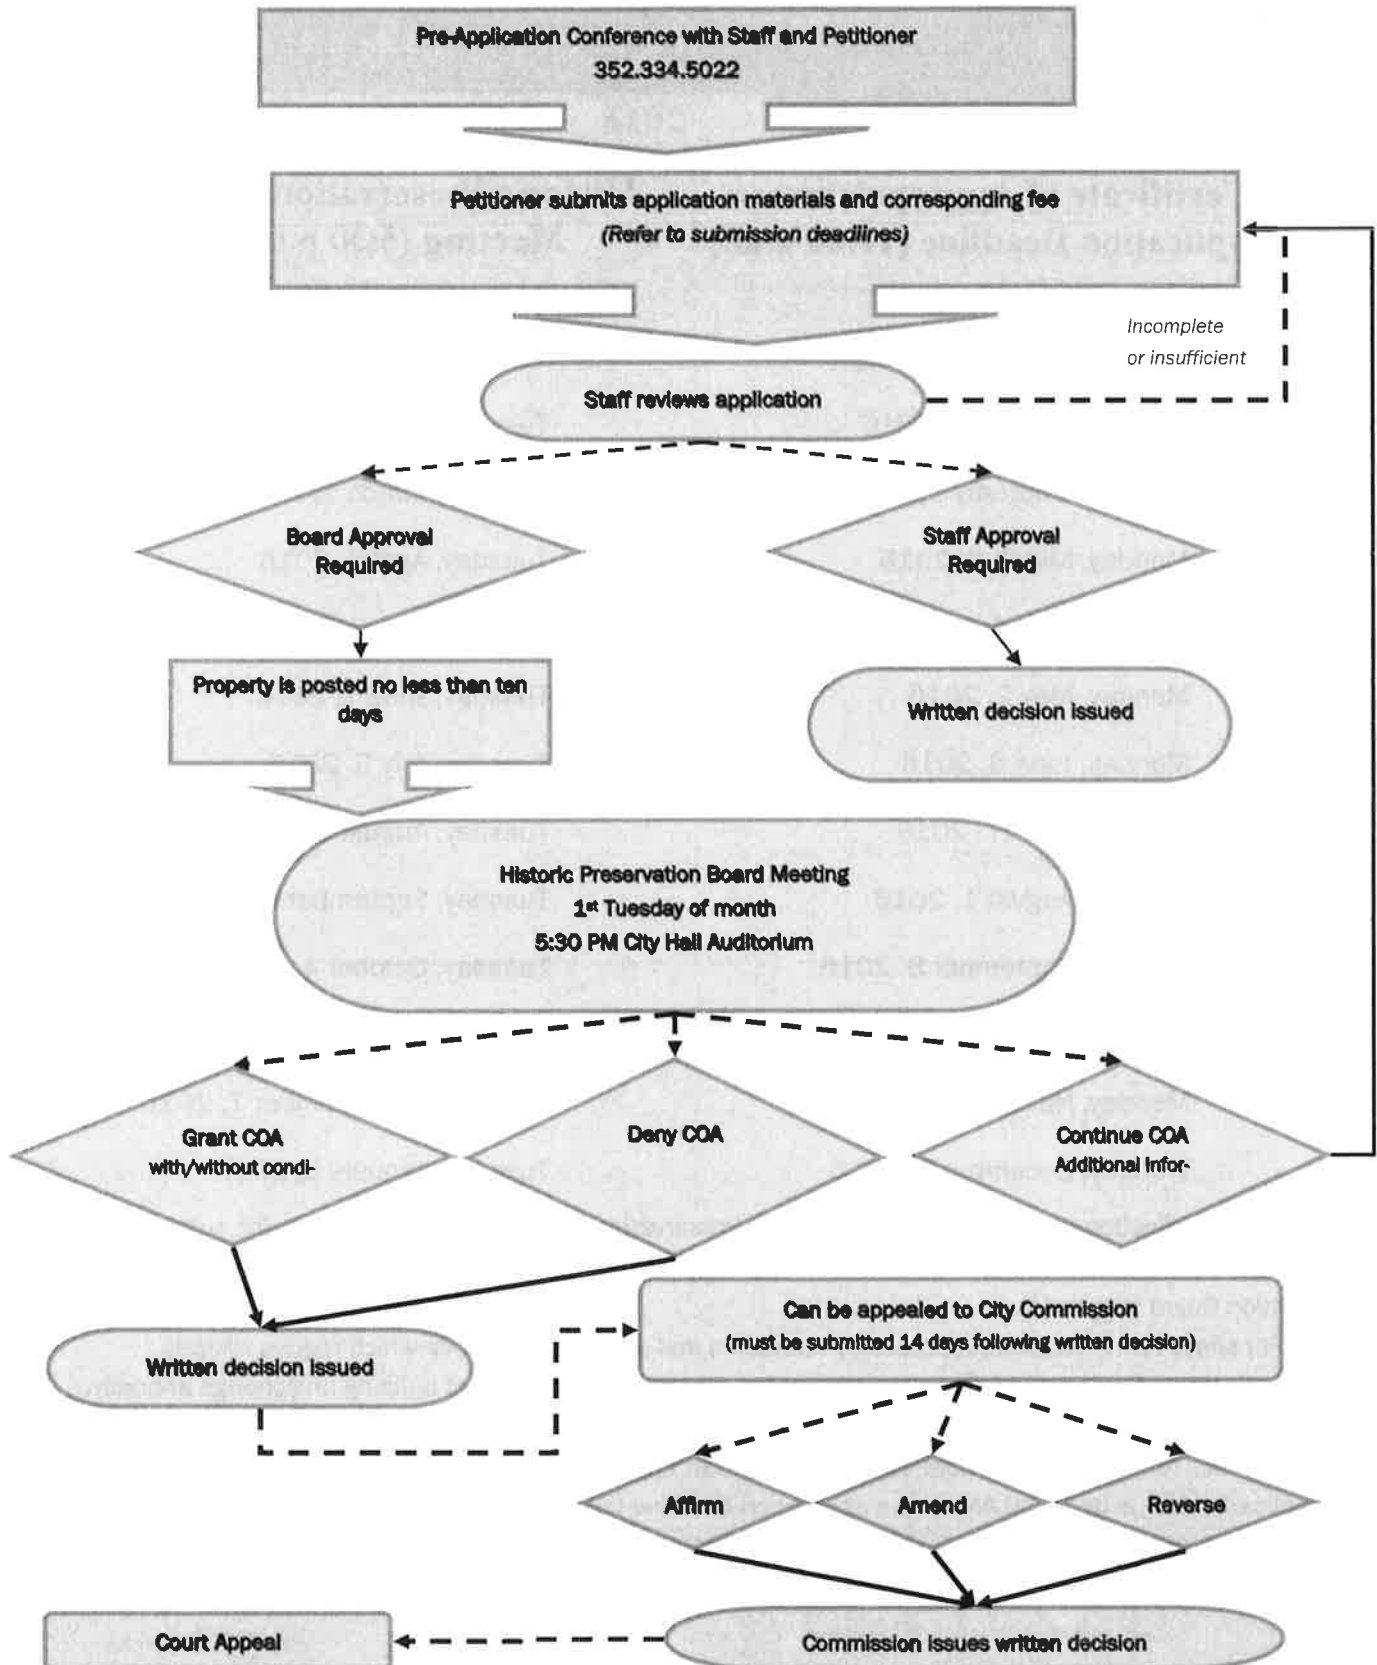 Pre-Application Conference with Staff and Petitioner
352.334.5022
Petitioner submits application materials and corresponding fee
(Refer to submission deadlines)
Incomplete
or insufficient
Staff reviews application
Board Approval
Required
Staff Approval
Required
Property is posted no less than ten
days
Written decision issued
Historic Preservation Board Meeting
1st Tuesday of month
5:30 PM City Hall Auditorium
Grant COA
with/without condi-
Deny COA
Continue COA
Additional Infor-
Can be appealed to City Commission
(must be submitted 14 days following written decision)
Written decision issued
Affirm
Amend
Reverse
Court Appeal
Commission issues written decision